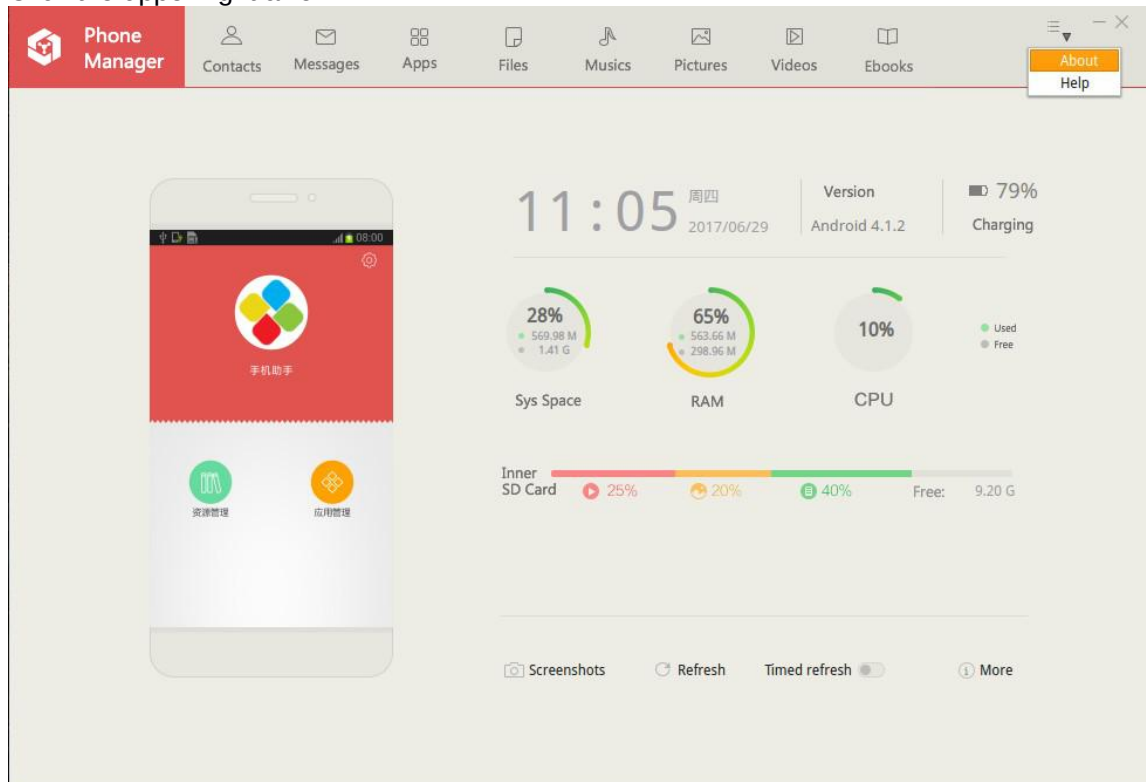 Phone
Manager
Contacts
Messages
Apps
Files
Musics
Pictures
Videos
Ebooks
About
Help
08:00
手机助手
资源管理
应用管理
11:05
周四
2017/06/29
Version
Android 4.1.2
79%
Charging
28%
569.98 M
1.41 G
Sys Space
65%
563.66 M
298.96 M
RAM
10%
CPU
Used
Free
Inner
SD Card
25%
20%
40%
Free: 9.20 G
Screenshots
Refresh
Timed refresh
More